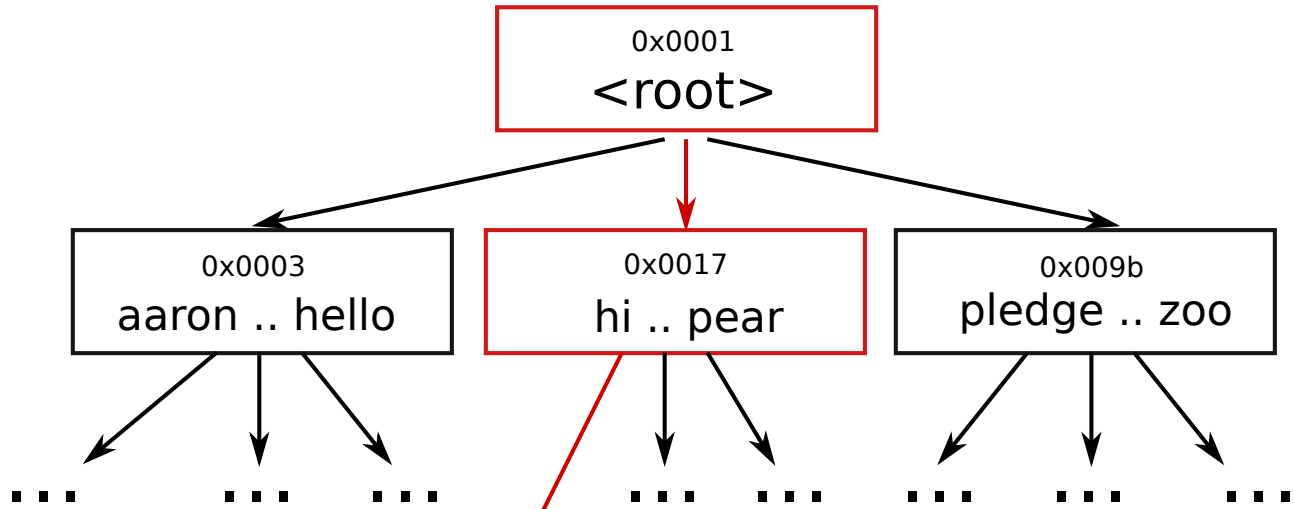 0x0001
<root>
0x0003
aaron .. hello
0x0017
hi .. pear
0x009b
pledge .. zoo
... ... ... ... ... ... ... ...